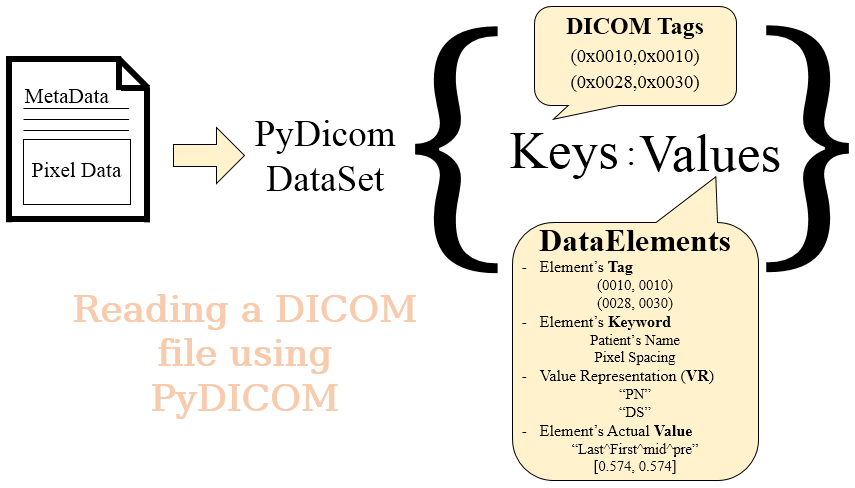 MetaData
Pixel Data
PyDicom
DataSet
{
DICOM Tags
(0x0010,0x0010)
(0x0028,0x0030)
Keys : Values
}
DataElements
- Element’s Tag
(0010, 0010)
(0028, 0030)
- Element’s Keyword
Patient’s Name
Pixel Spacing
- Value Representation (VR)
“PN”
“DS”
- Element’s Actual Value
“Last^First^mid^pre”
[0.574, 0.574]
Reading a DICOM
file using
PyDICOM